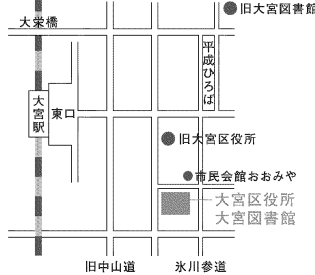 旧大宮図書館
大栄橋
平成ひろば
大宮駅
東口
旧大宮区役所
市民会館おおみや
大宮区役所
大宮図書館
旧中山道
氷川参道